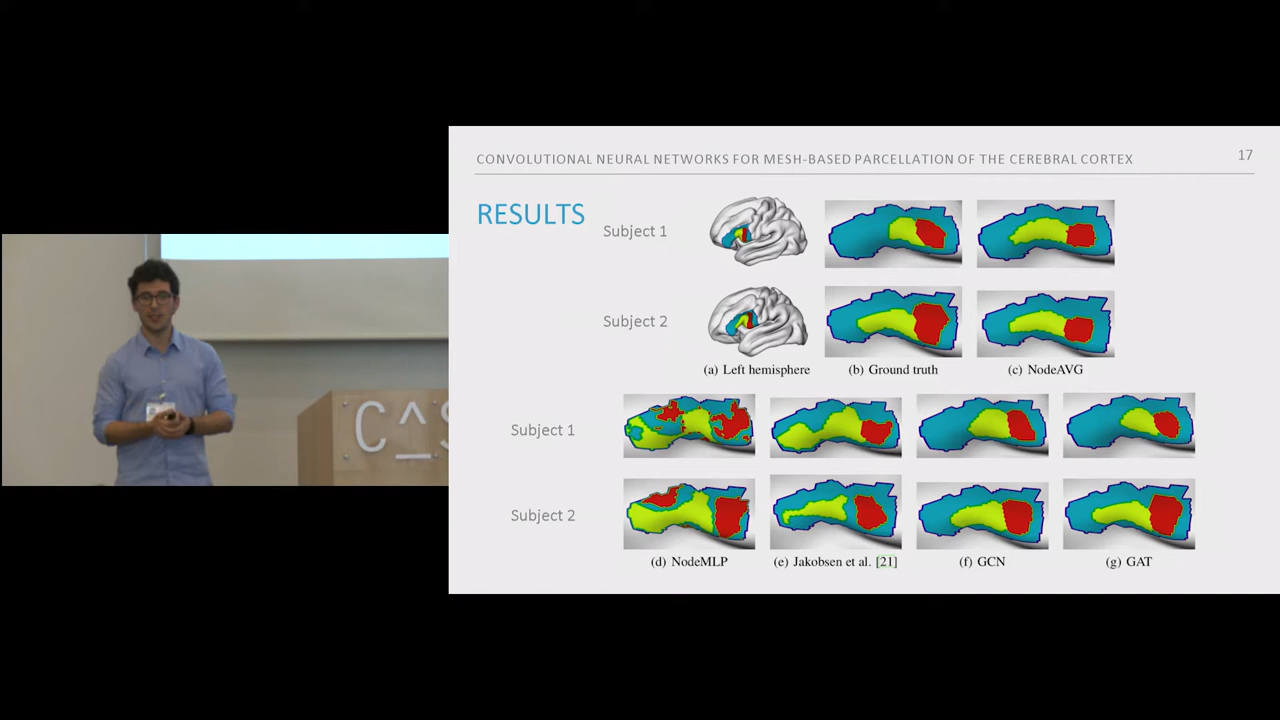 CONVOLUTIONAL NEURAL NETWORKS FOR MESH-BASED PARCELLATION OF THE CEREBRAL CORTEX
17
RESULTS
Subject 1
Subject 2
(a) Left hemisphere
(b) Ground truth
(c) NodeAVG
Subject 1
Subject 2
(d) NodeMLP
(e) Jakobsen et al. [21]
(f) GCN
(g) GAT
C^S